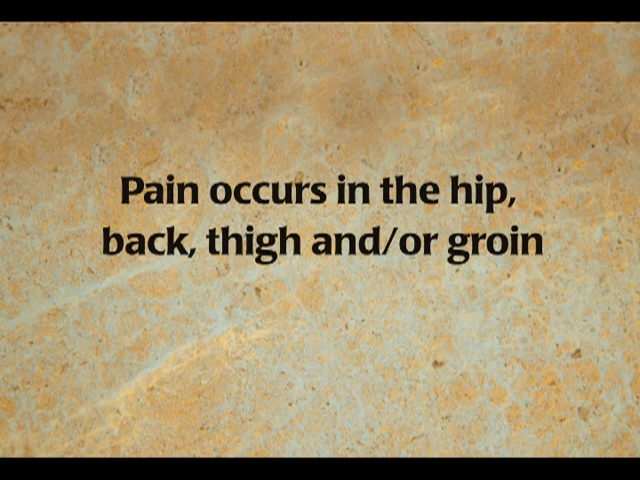 Pain occurs in the hip,
back, thigh and/or groin